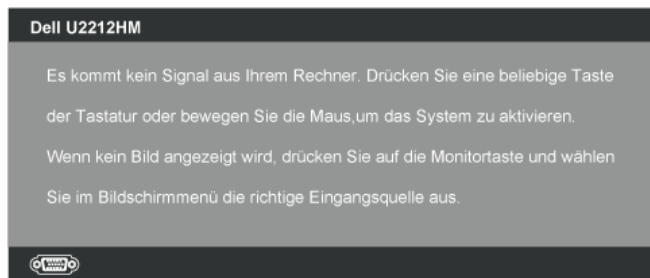 Dell U2212HM
Es kommt kein Signal aus Ihrem Rechner. Drücken Sie eine beliebige Taste
der Tastatur oder bewegen Sie die Maus,um das System zu aktivieren.
Wenn kein Bild angezeigt wird, drücken Sie auf die Monitortaste und wählen
Sie im Bildschirmmenü die richtige Eingangsquelle aus.